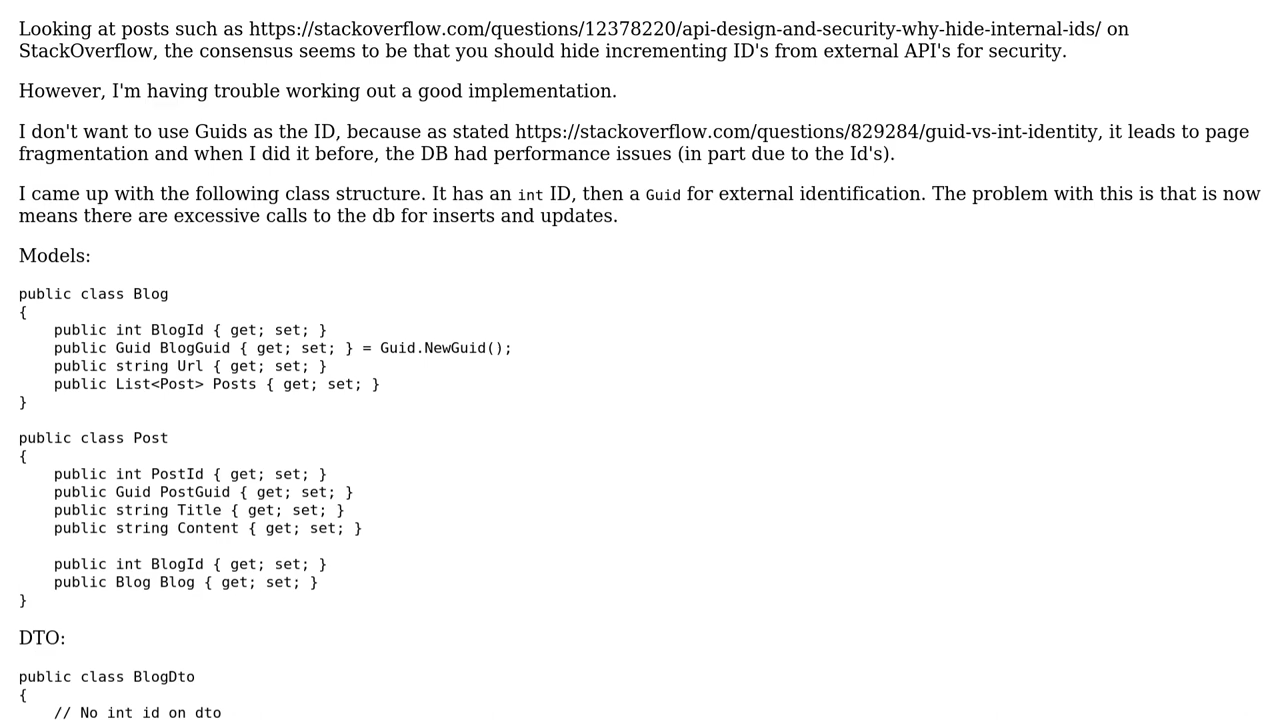 Looking at posts such as https://stackoverflow.com/questions/12378220/api-design-and-security-why-hide-internal-ids/ on
StackOverflow, the consensus seems to be that you should hide incrementing ID's from external API's for security.
However, I'm having trouble working out a good implementation.
I don't want to use Guids as the ID, because as stated https://stackoverflow.com/questions/829284/guid-vs-int-identity, it leads to page
fragmentation and when I did it before, the DB had performance issues (in part due to the Id's).
I came up with the following class structure. It has an int ID, then a Guid for external identification. The problem with this is that is now
means there are excessive calls to the db for inserts and updates.
Models:
public class Blog
{
    public int BlogId { get; set; }
    public Guid BlogGuid { get; set; } = Guid.NewGuid();
    public string Url { get; set; }
    public List<Post> Posts { get; set; }
}
public class Post
{
    public int PostId { get; set; }
    public Guid PostGuid { get; set; }
    public string Title { get; set; }
    public string Content { get; set; }
    public int BlogId { get; set; }
    public Blog Blog { get; set; }
}
DTO:
public class BlogDto
{
    // No int id on dto